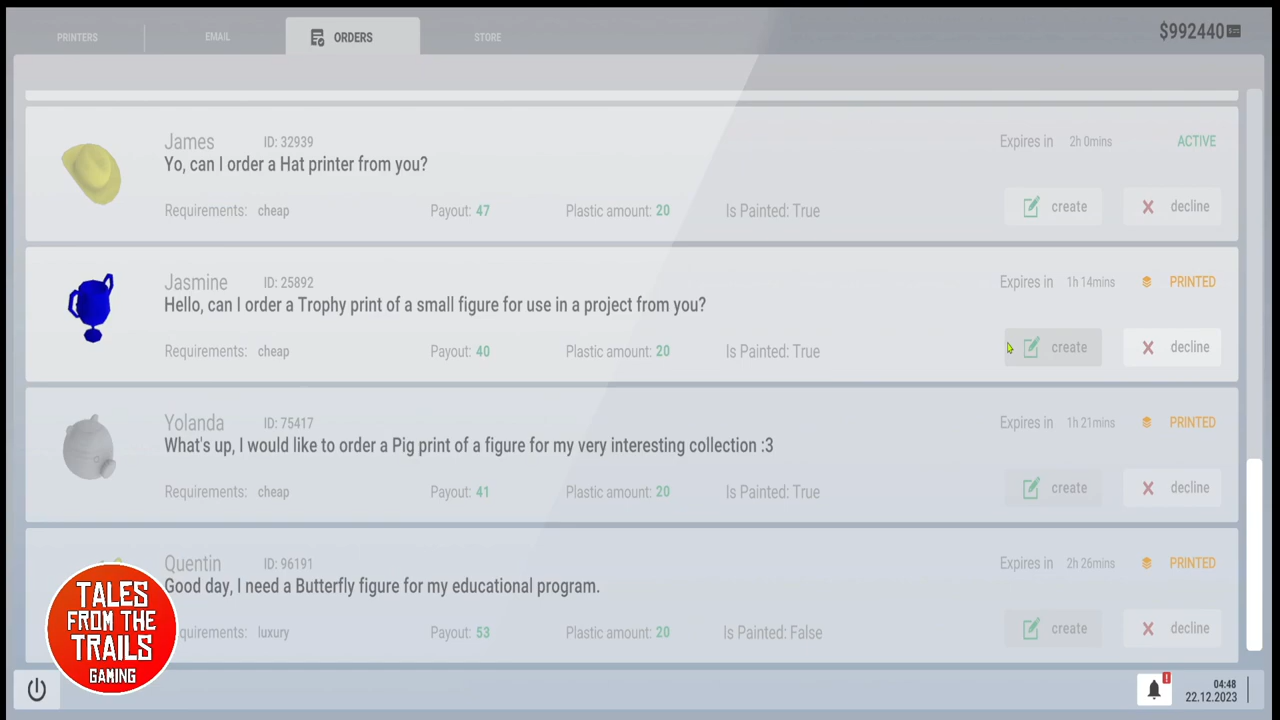 PRINTERS
EMAIL
ORDERS
STORE
$992440
James ID: 32939
Expires in 2h 0mins ACTIVE
Yo, can I order a Hat printer from you?
Requirements: cheap Payout: 47 Plastic amount: 20 Is Painted: True
create decline
Jasmine ID: 25892
Expires in 1h 14mins PRINTED
Hello, can I order a Trophy print of a small figure for use in a project from you?
Requirements: cheap Payout: 40 Plastic amount: 20 Is Painted: True
create decline
Yolanda ID: 75417
Expires in 1h 21mins PRINTED
What's up, I would like to order a Pig print of a figure for my very interesting collection :3
Requirements: cheap Payout: 41 Plastic amount: 20 Is Painted: True
create decline
Quentin ID: 96191
Expires in 2h 26mins PRINTED
Good day, I need a Butterfly figure for my educational program.
quirements: luxury Payout: 53 Plastic amount: 20 Is Painted: False
create decline
TALES
FROM THE
TRAILS
GAMING
04:48
22.12.2023